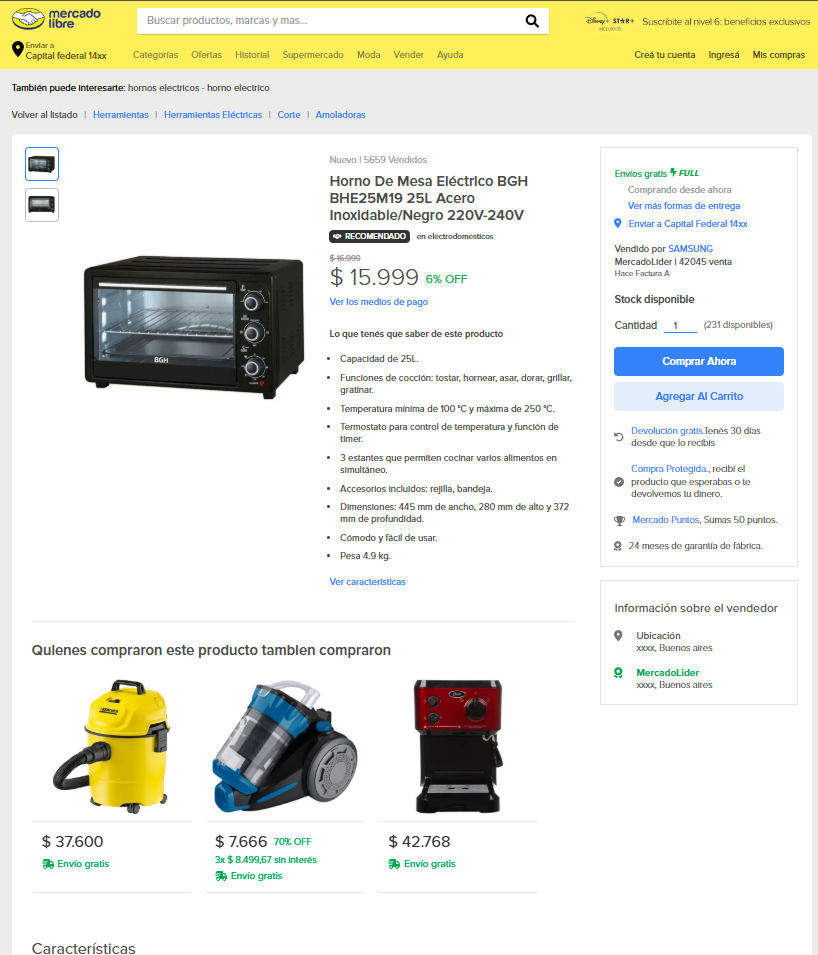 mercado
libre
Buscar productos, marcas y mas...
Disney+ STAR+
INCLUIDOS
Suscribite al nivel 6: beneficios exclusivos
Enviar a
Capital federal 14xx
Categorías Ofertas Historial Supermercado Moda Vender Ayuda
Creá tu cuenta Ingresá Mis compras
También puede interesarte: hornos electricos - horno electrico
Volver al listado | Herramientas | Herramientas Eléctricas | Corte | Amoladoras
Nuevo | 5659 Vendidos
Horno De Mesa Eléctrico BGH
BHE25M19 25L Acero
Inoxidable/Negro 220V-240V
RECOMENDADO en electrodomesticos
$ 16.999
$ 15.999 6% OFF
Ver los medios de pago
BGH
Lo que tenés que saber de este producto
• Capacidad de 25L.
• Funciones de cocción: tostar, hornear, asar, dorar, grillar,
gratinar.
• Temperatura mínima de 100 °C y máxima de 250 °C.
• Termostato para control de temperatura y función de
timer.
• 3 estantes que permiten cocinar varios alimentos en
simultáneo.
• Accesorios incluidos: rejilla, bandeja.
• Dimensiones: 445 mm de ancho, 280 mm de alto y 372
mm de profundidad.
• Cómodo y fácil de usar.
• Pesa 4.9 kg.
Ver características
Envíos gratis FULL
Comprando desde ahora
Ver más formas de entrega
Enviar a Capital Federal 14xx
Vendido por SAMSUNG
MercadoLider | 42045 venta
Hace Factura A
Stock disponible
Cantidad 1 (231 disponibles)
Comprar Ahora
Agregar Al Carrito
Devolución gratis.Tenés 30 días
desde que lo recibís
Compra Protegida., recibí el
producto que esperabas o te
devolvemos tu dinero.
Mercado Puntos, Sumas 50 puntos.
24 meses de garantía de fábrica.
Información sobre el vendedor
Ubicación
xxxx, Buenos aires
MercadoLider
xxxx, Buenos aires
Quienes compraron este producto tambien compraron
$ 37.600
Envío gratis
$ 7.666 70% OFF
3x $ 8.499,67 sin interés
Envío gratis
$ 42.768
Envío gratis
Características